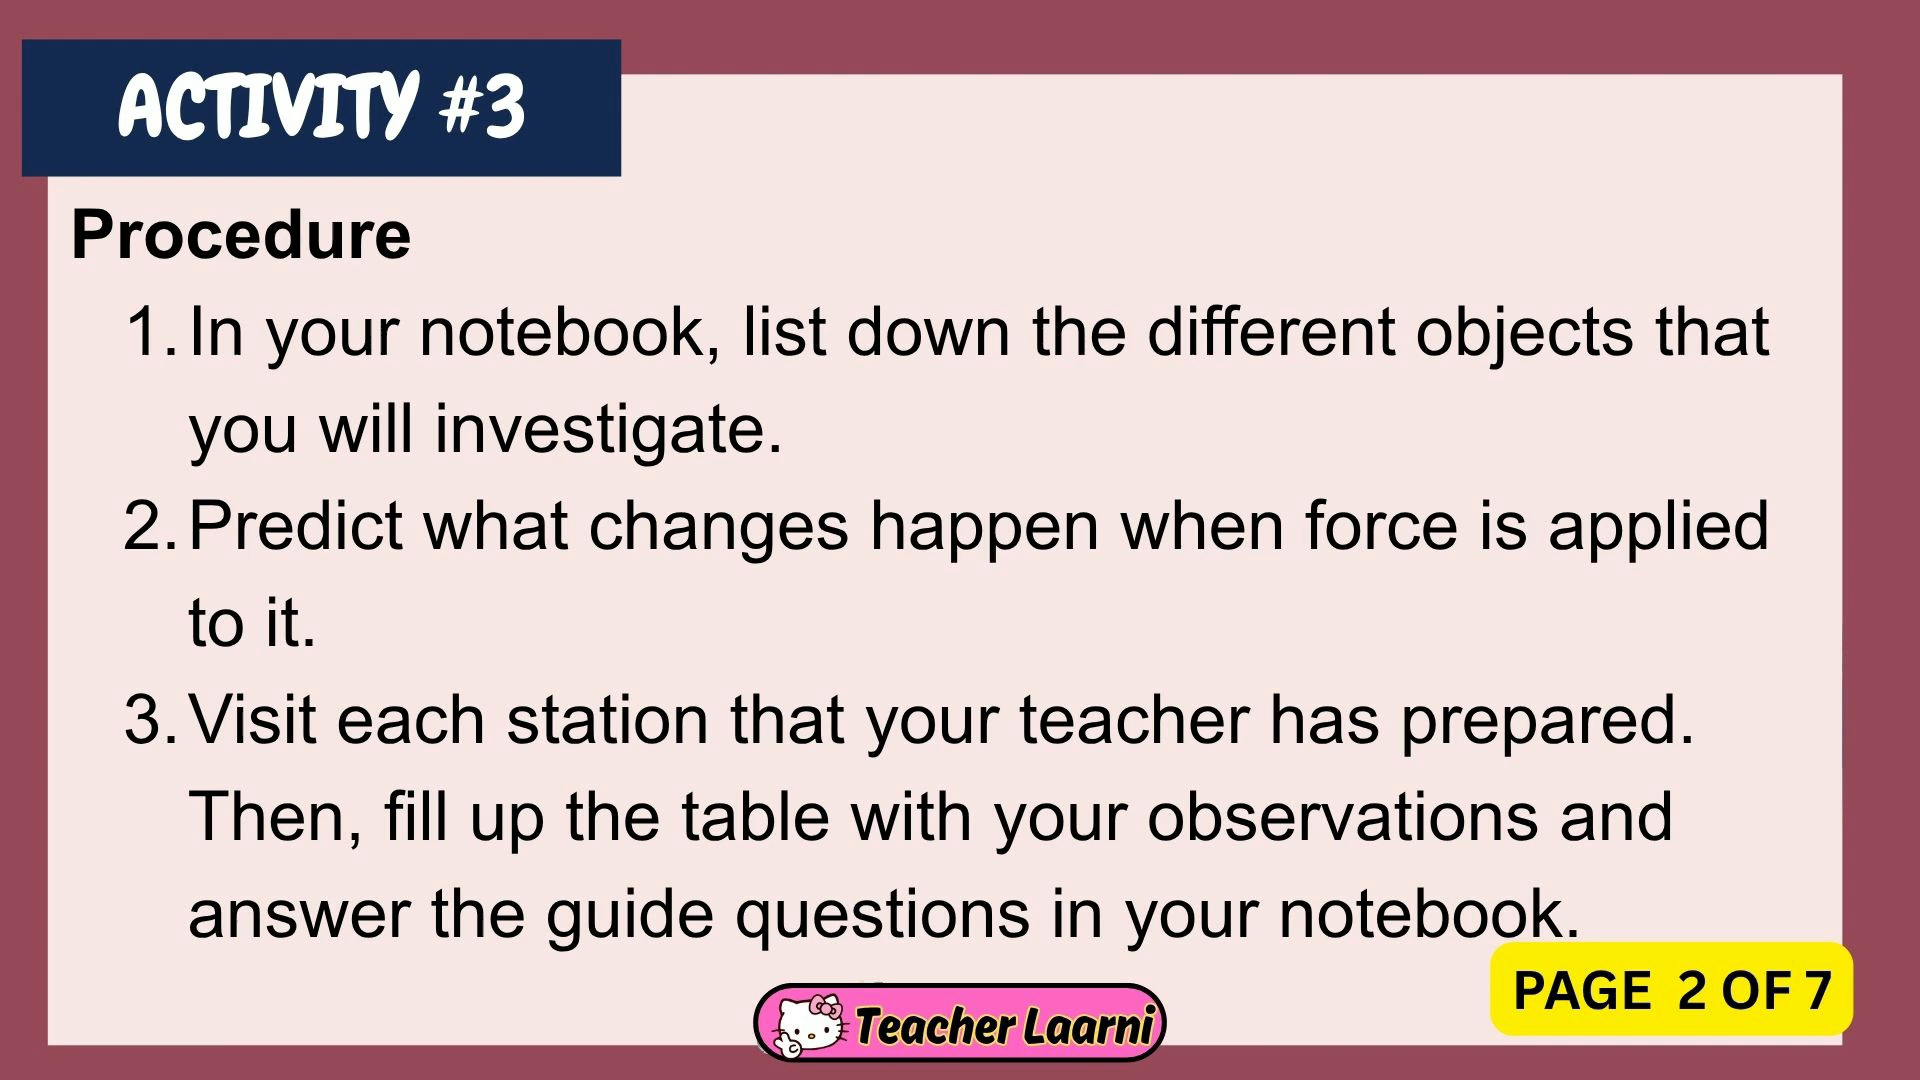 ACTIVITY #3
Procedure
1. In your notebook, list down the different objects that
you will investigate.
2. Predict what changes happen when force is applied
to it.
3. Visit each station that your teacher has prepared.
Then, fill up the table with your observations and
answer the guide questions in your notebook.
PAGE 2 OF 7
Teacher Laarni